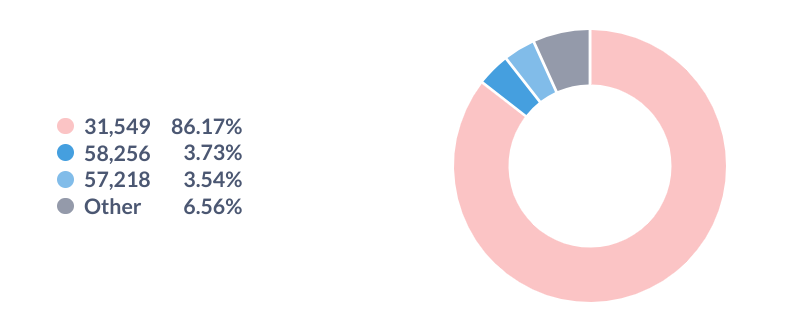 31,549 86.17%
58,256 3.73%
57,218 3.54%
Other 6.56%